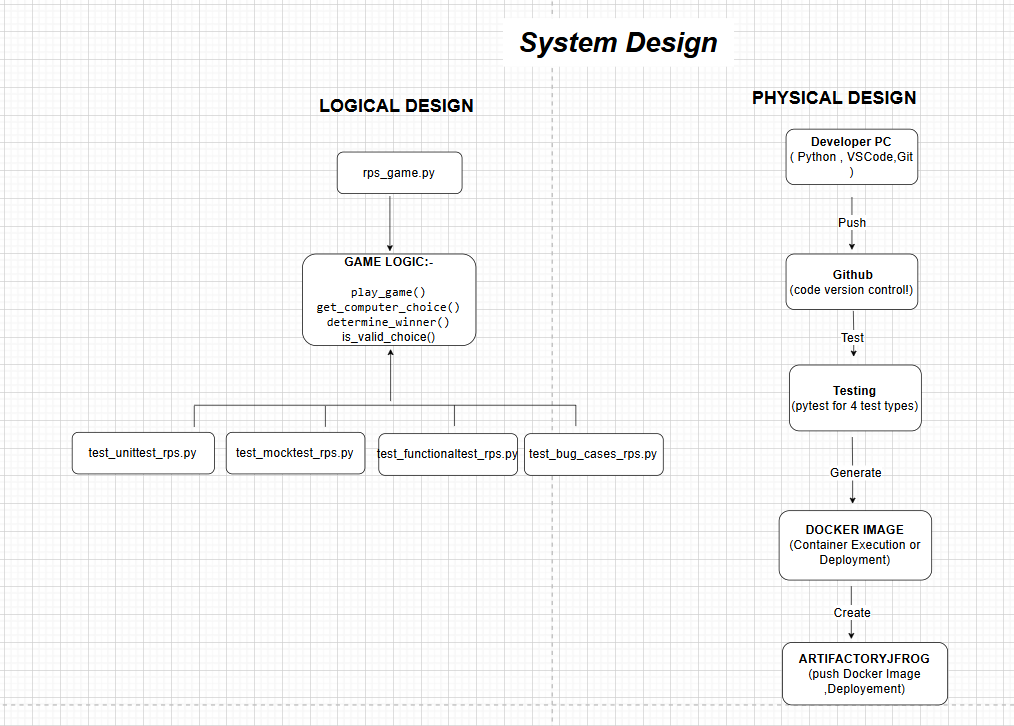 System Design
LOGICAL DESIGN
rps_game.py
GAME LOGIC:-
play_game()
get_computer_choice()
determine_winner()
is_valid_choice()
test_unittest_rps.py
test_mocktest_rps.py
test_functionaltest_rps.py
test_bug_cases_rps.py
PHYSICAL DESIGN
Developer PC
( Python , VSCode,Git
)
Push
Github
(code version control!)
Test
Testing
(pytest for 4 test types)
Generate
DOCKER IMAGE
(Container Execution or
Deployment)
Create
ARTIFACTORYJFROG
(push Docker Image
,Deployement)